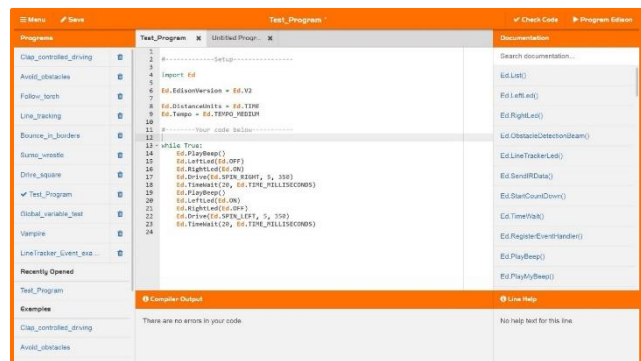 Menu
Save
Test_Program *
Check Code
Program Edison
Programs
Clap_controlled_driving
Avoid_obstacles
Follow_torch
Line_tracking
Bounce_in_borders
Sumo_wrestle
Drive_square
Test_Program
Global_variable_test
Vampire
LineTracker_Event_exa...
Recently Opened
Test_Program
Examples
Clap_controlled_driving
Avoid_obstacles
Test_Program x
Untitled Progr... x
1
2 #-------------Setup----------------
3
4 import Ed
5
6 Ed.EdisonVersion = Ed.V2
7
8 Ed.DistanceUnits = Ed.TIME
9 Ed.Tempo = Ed.TEMPO_MEDIUM
10
11 #--------Your code below-----------
12
13 while True:
14 Ed.PlayBeep()
15 Ed.LeftLed(Ed.OFF)
16 Ed.RightLed(Ed.ON)
17 Ed.Drive(Ed.SPIN_RIGHT, 5, 350)
18 Ed.TimeWait(20, Ed.TIME_MILLISECONDS)
19 Ed.PlayBeep()
20 Ed.LeftLed(Ed.ON)
21 Ed.RightLed(Ed.OFF)
22 Ed.Drive(Ed.SPIN_LEFT, 5, 350)
23 Ed.TimeWait(20, Ed.TIME_MILLISECONDS)
24
Compiler Output
There are no errors in your code.
Documentation
Search documentation...
Ed.List()
Ed.LeftLed()
Ed.RightLed()
Ed.ObstacleDetectionBeam()
Ed.LineTrackerLed()
Ed.SendIRData()
Ed.StartCountDown()
Ed.TimeWait()
Ed.RegisterEventHandler()
Ed.PlayBeep()
Ed.PlayMyBeep()
Line Help
No help text for this line.